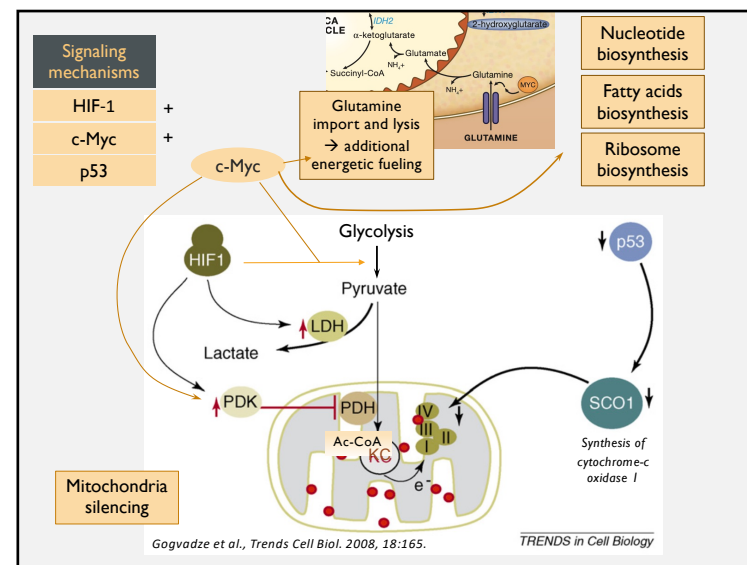 Signaling
mechanisms
HIF-1 +
c-Myc +
p53
CLE
IDH2
α-ketoglutarate
Succinyl-CoA
NH₄+
Glutamate
NH₄+
Glutamine
MYC
GLUTAMINE
2-hydroxyglutarate
Nucleotide
biosynthesis
Fatty acids
biosynthesis
Ribosome
biosynthesis
Glutamine
import and lysis
→ additional
energetic fueling
c-Myc
HIF1
Glycolysis
Pyruvate
LDH
Lactate
PDK
PDH
Ac-CoA
KC
e-
IV
III
II
I
p53
SCO1
Synthesis of
cytochrome-c
oxidase I
Mitochondria
silencing
Gogvadze et al., Trends Cell Biol. 2008, 18:165.
TRENDS in Cell Biology